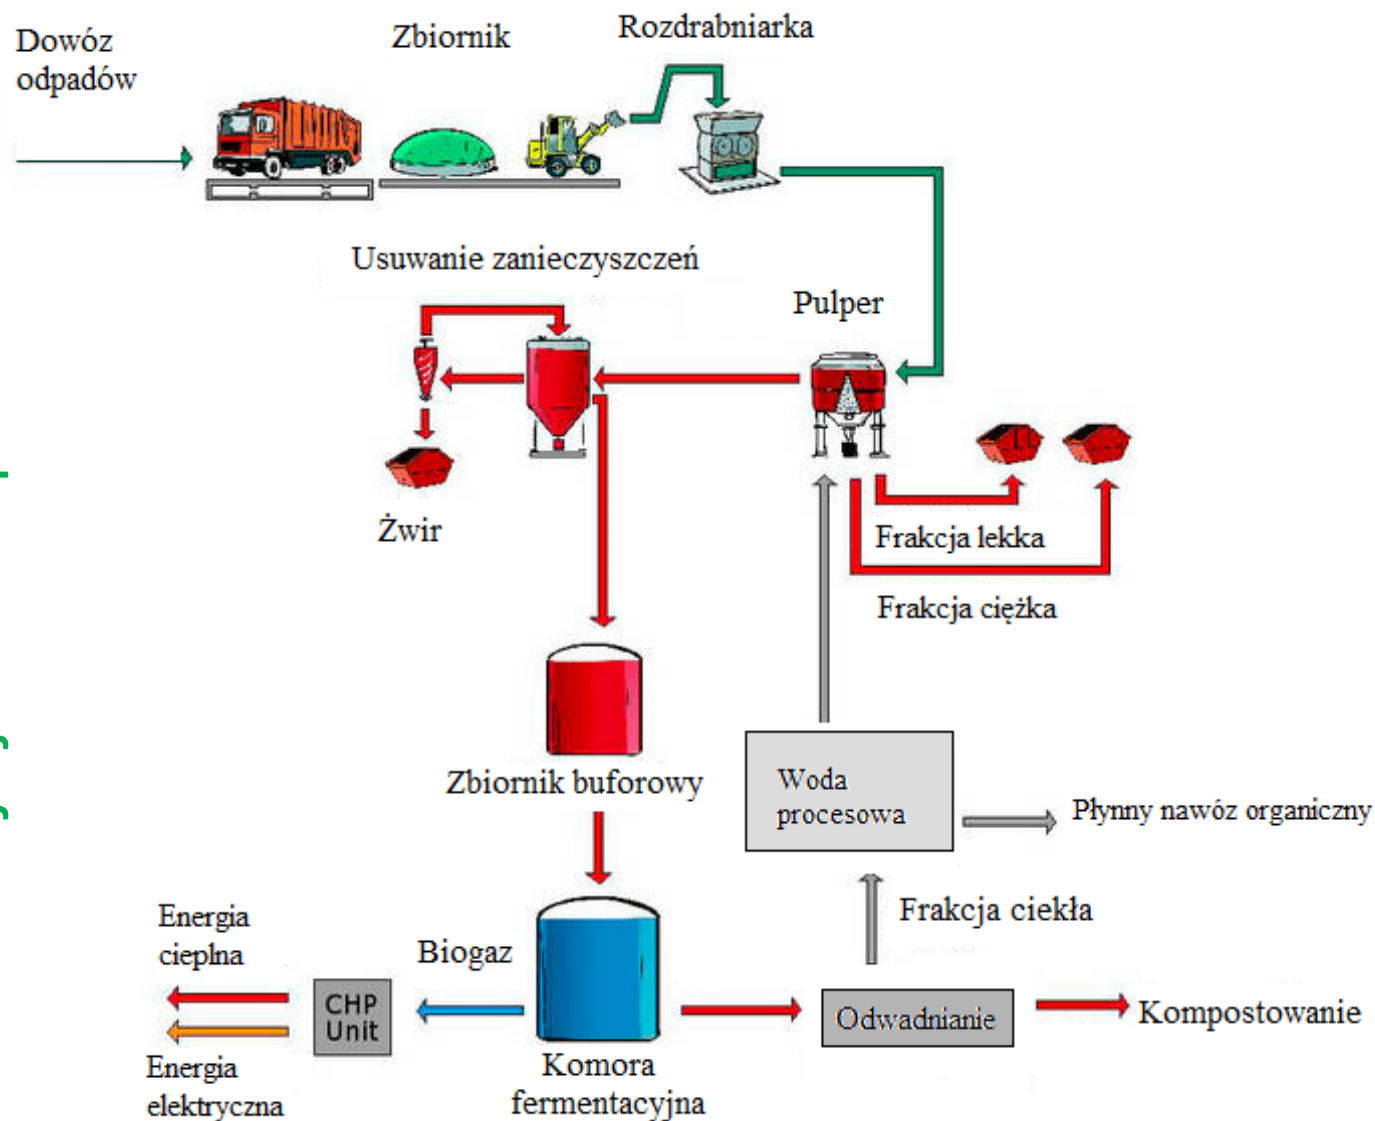 Dowóz
odpadów
Zbiornik
Rozdrabniarka
Usuwanie zanieczyszczeń
Pulper
Żwir
Frakcja lekka
Frakcja ciężka
Zbiornik buforowy
Woda
procesowa
Płynny nawóz organiczny
Frakcja ciekła
Energia
cieplna
Biogaz
CHP
Unit
Odwadnianie
Kompostowanie
Energia
elektryczna
Komora
fermentacyjna